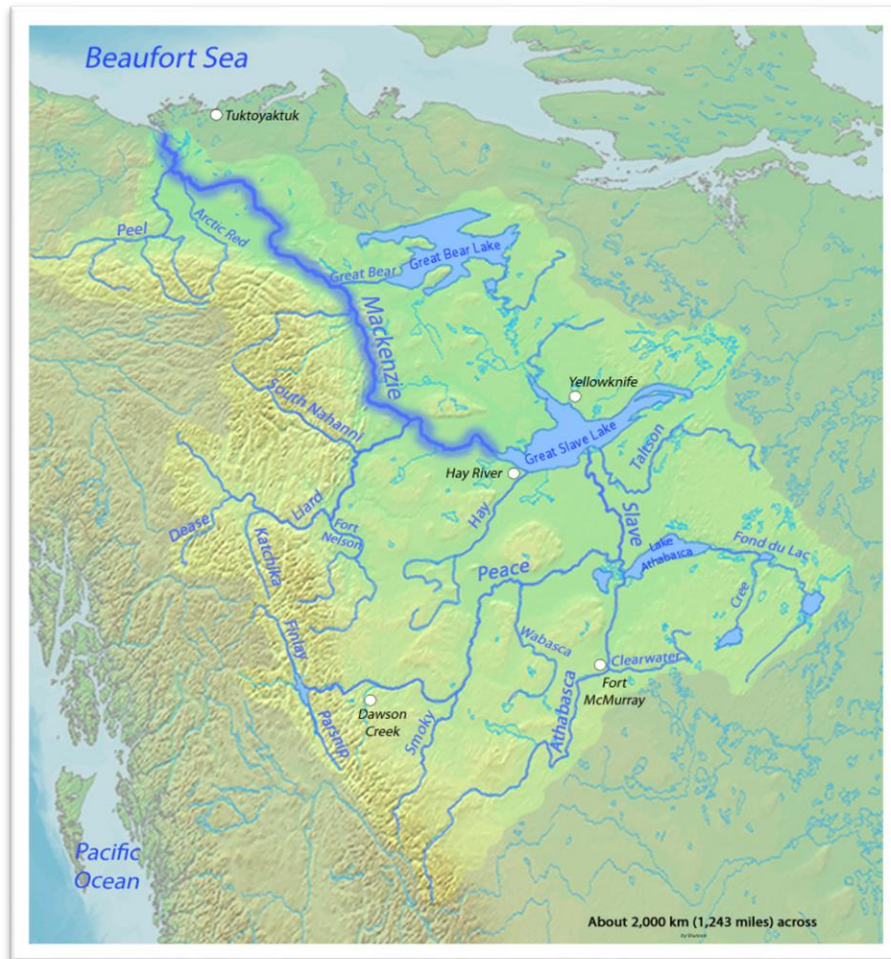 Beaufort Sea
Tuktoyaktuk
Peel
Arctic Red
Great Bear
Great Bear Lake
Mackenzie
Yellowknife
South Nahanni
Great Slave Lake
Taltson
Hay River
Liard
Hay
Slave
Dease
Fort
Nelson
Katchika
Peace
Lake
Athabasca
Fond du Lac
Cree
Finlay
Wabasca
Clearwater
Fort
McMurray
Athabasca
Dawson
Creek
Smoky
Parsnip
Pacific
Ocean
About 2,000 km (1,243 miles) across